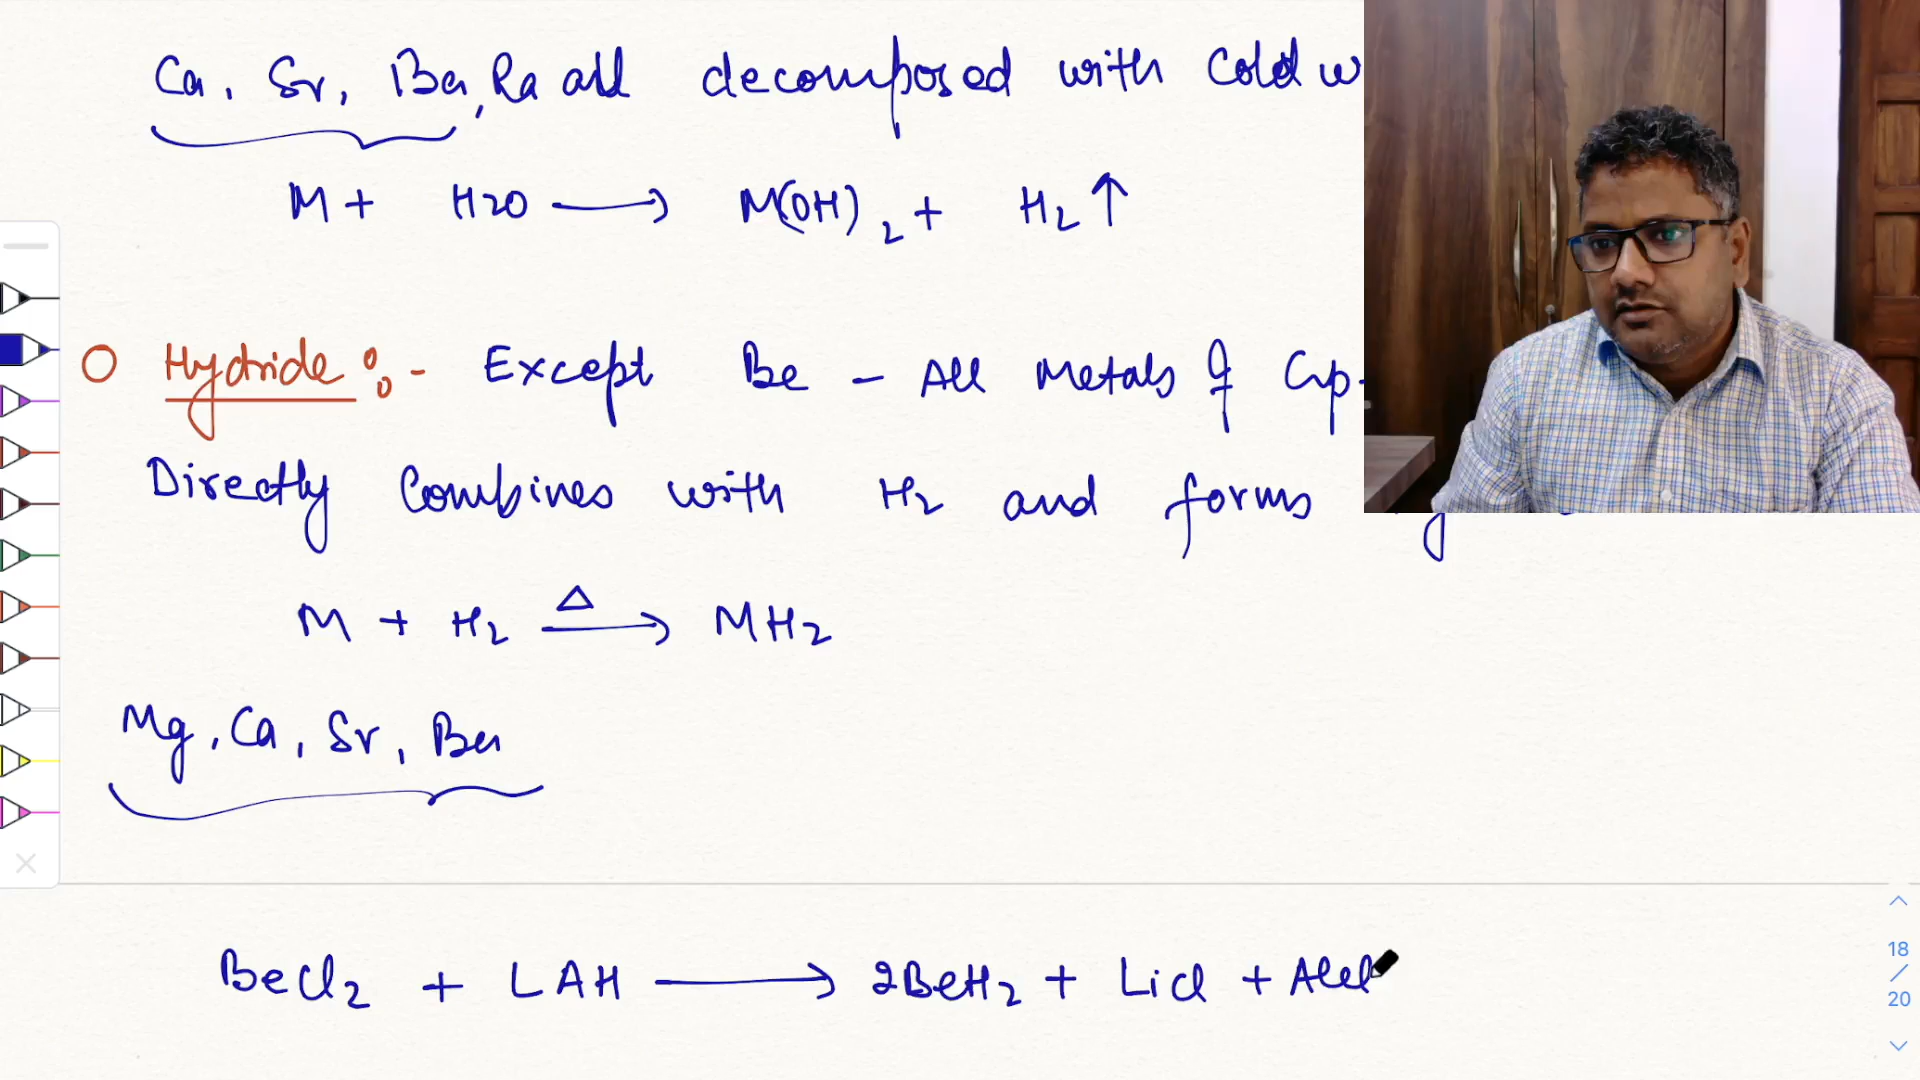 Ca, Sr, Ba, Ra all decomposed with cold w
M + H2O ⟶ M(OH)2 + H2 ↑
Hydride :- Except Be - All Metals of Grp-
Directly Combines with H2 and forms
M + H2 Δ⟶ MH2
Mg, Ca, Sr, Ba
BeCl2 + LAH ⟶ 2BeH2 + LiCl + AlCl
18
/
20